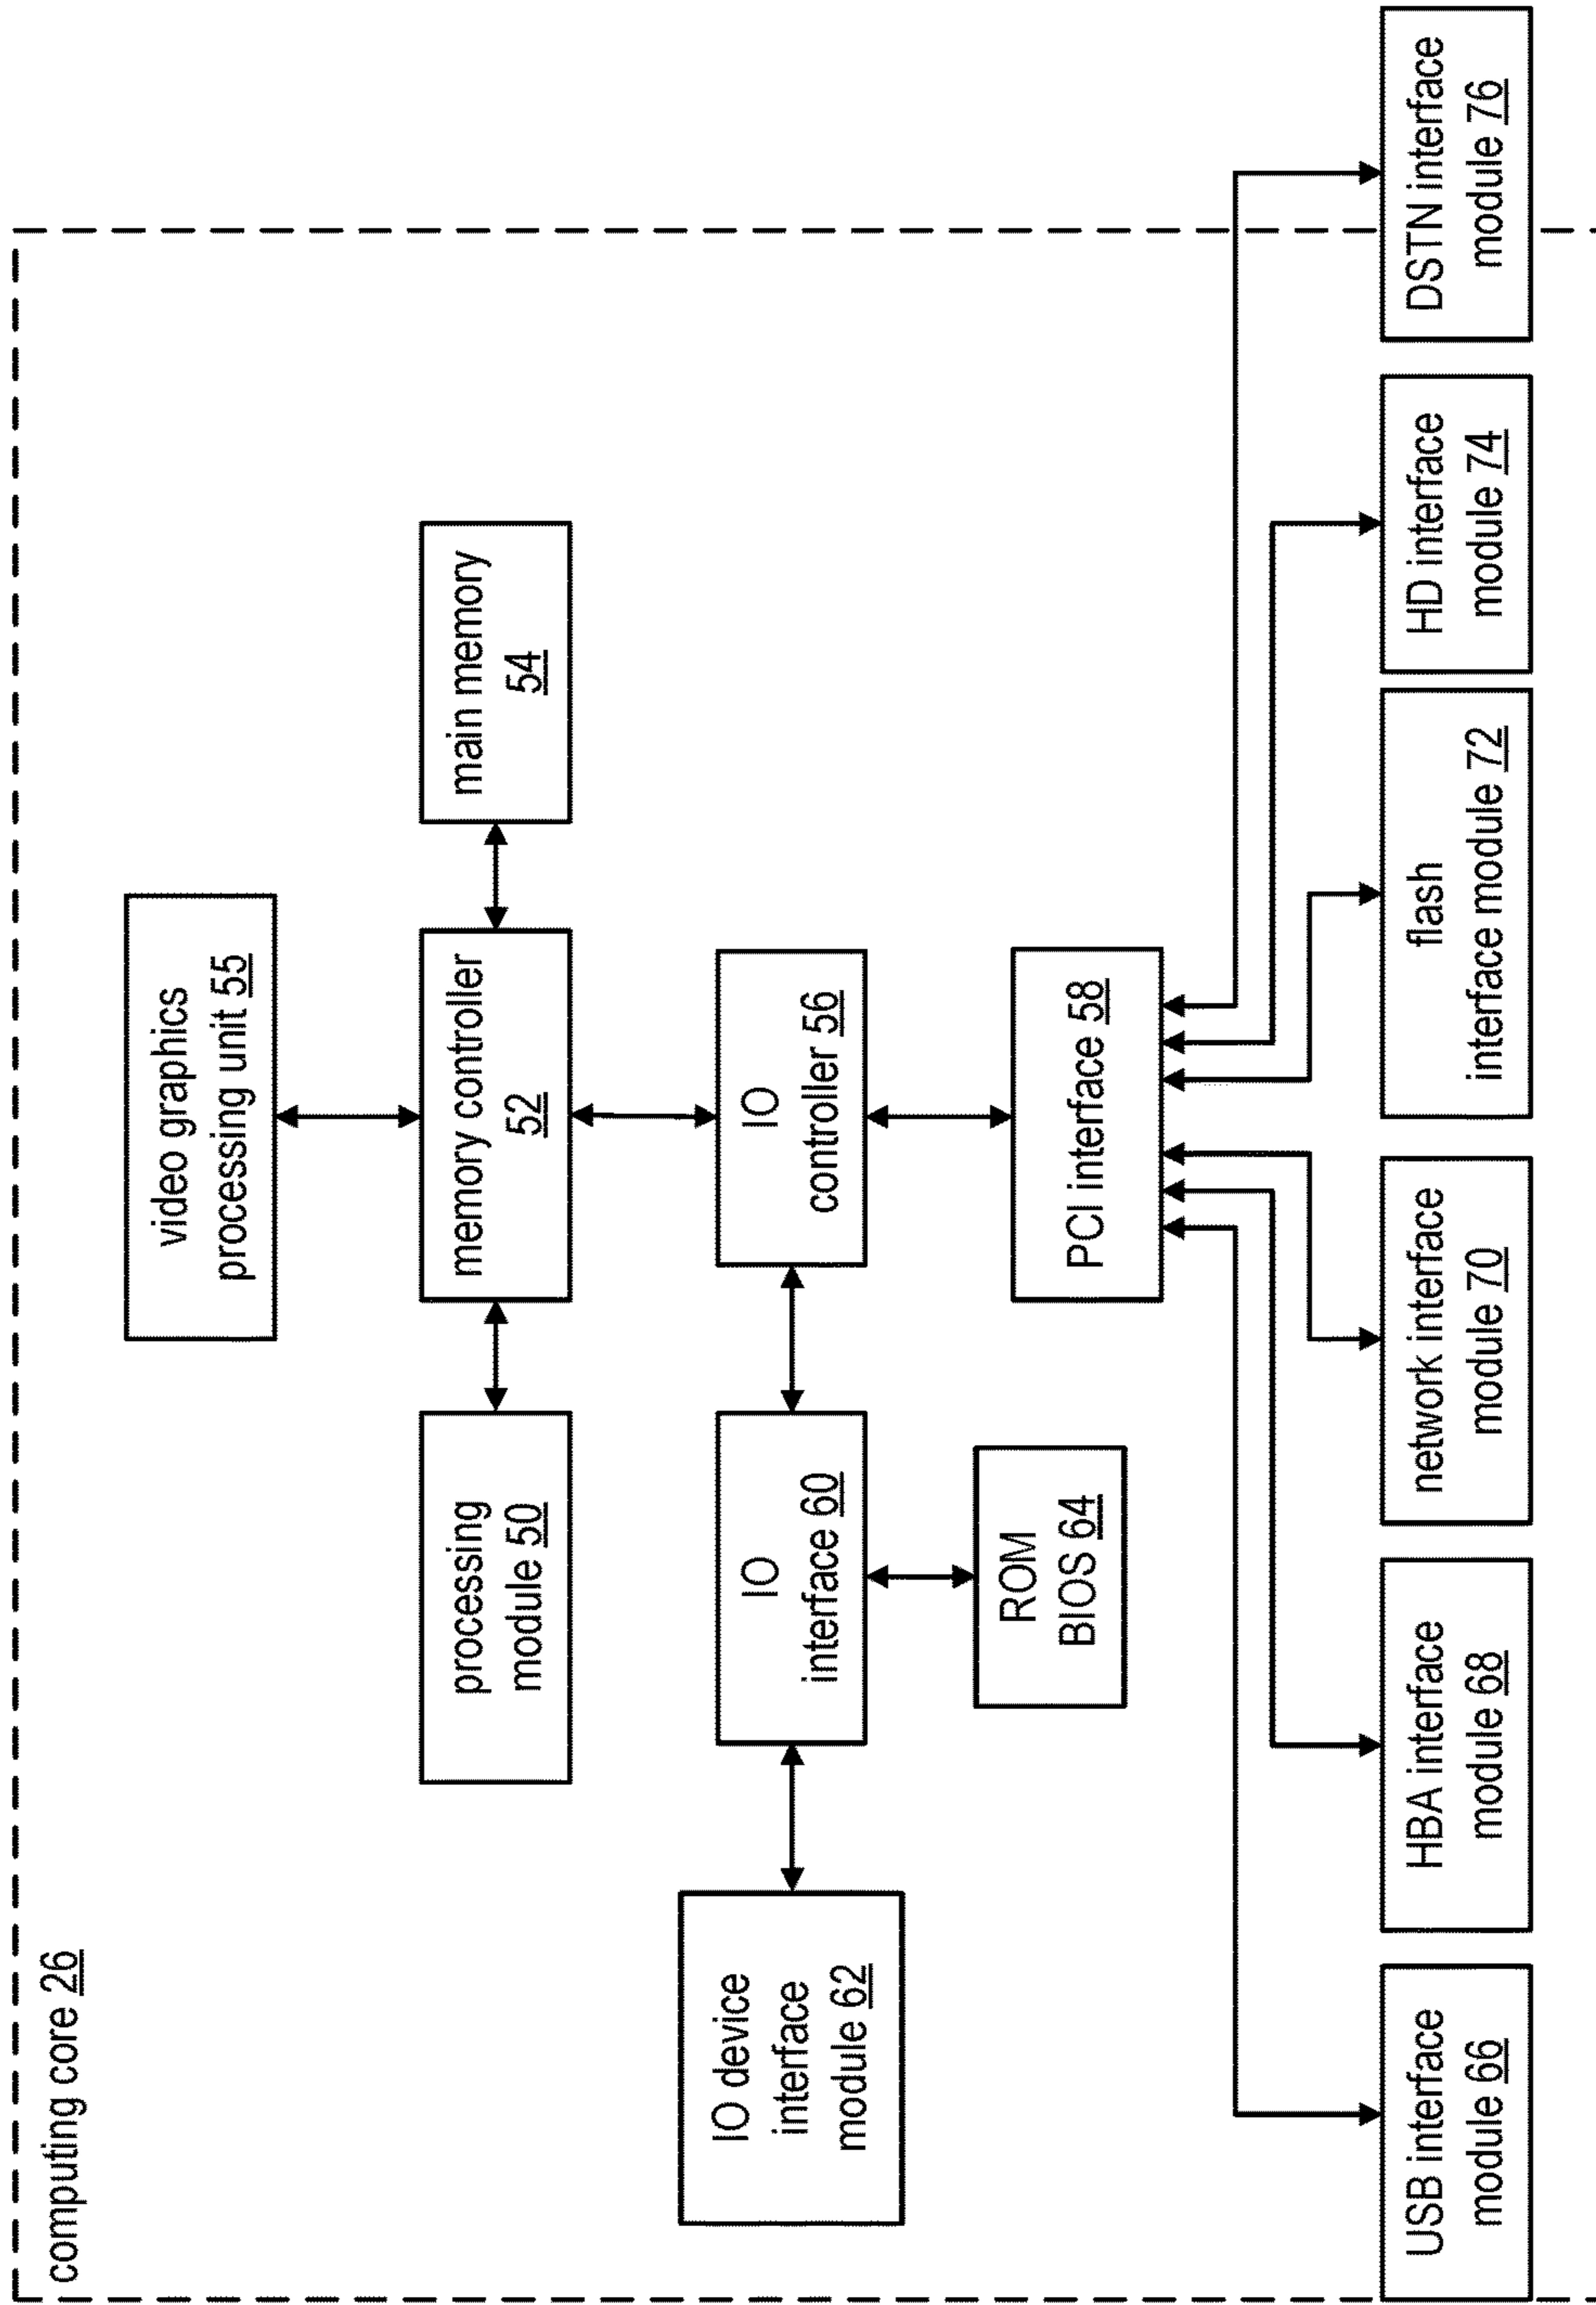 computing core 26
video graphics
processing unit 55
processing
module 50
memory controller
52
main memory
54
IO device
interface
module 62
IO
interface 60
IO
controller 56
ROM
BIOS 64
PCI interface 58
USB interface
module 66
HBA interface
module 68
network interface
module 70
flash
interface module 72
HD interface
module 74
DSTN interface
module 76